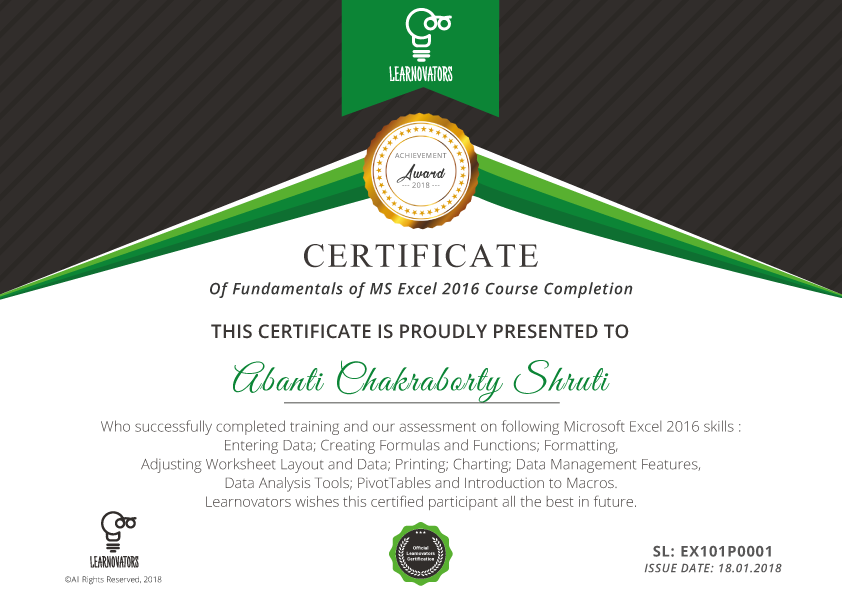 LEARNOVATORS
ACHIEVEMENT
Award
--- 2018 ---
CERTIFICATE
Of Fundamentals of MS Excel 2016 Course Completion
THIS CERTIFICATE IS PROUDLY PRESENTED TO
Abanti Chakraborty Shruti
Who successfully completed training and our assessment on following Microsoft Excel 2016 skills :
Entering Data; Creating Formulas and Functions; Formatting,
Adjusting Worksheet Layout and Data; Printing; Charting; Data Management Features,
Data Analysis Tools; PivotTables and Introduction to Macros.
Learnovators wishes this certified participant all the best in future.
LEARNOVATORS
©All Rights Reserved, 2018
Official
Learnovators
Certification
SL: EX101P0001
ISSUE DATE: 18.01.2018